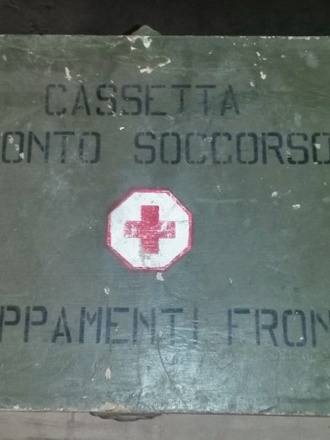 CASSETTA
ONTO SOCCORSO
PPAMENTI FRON